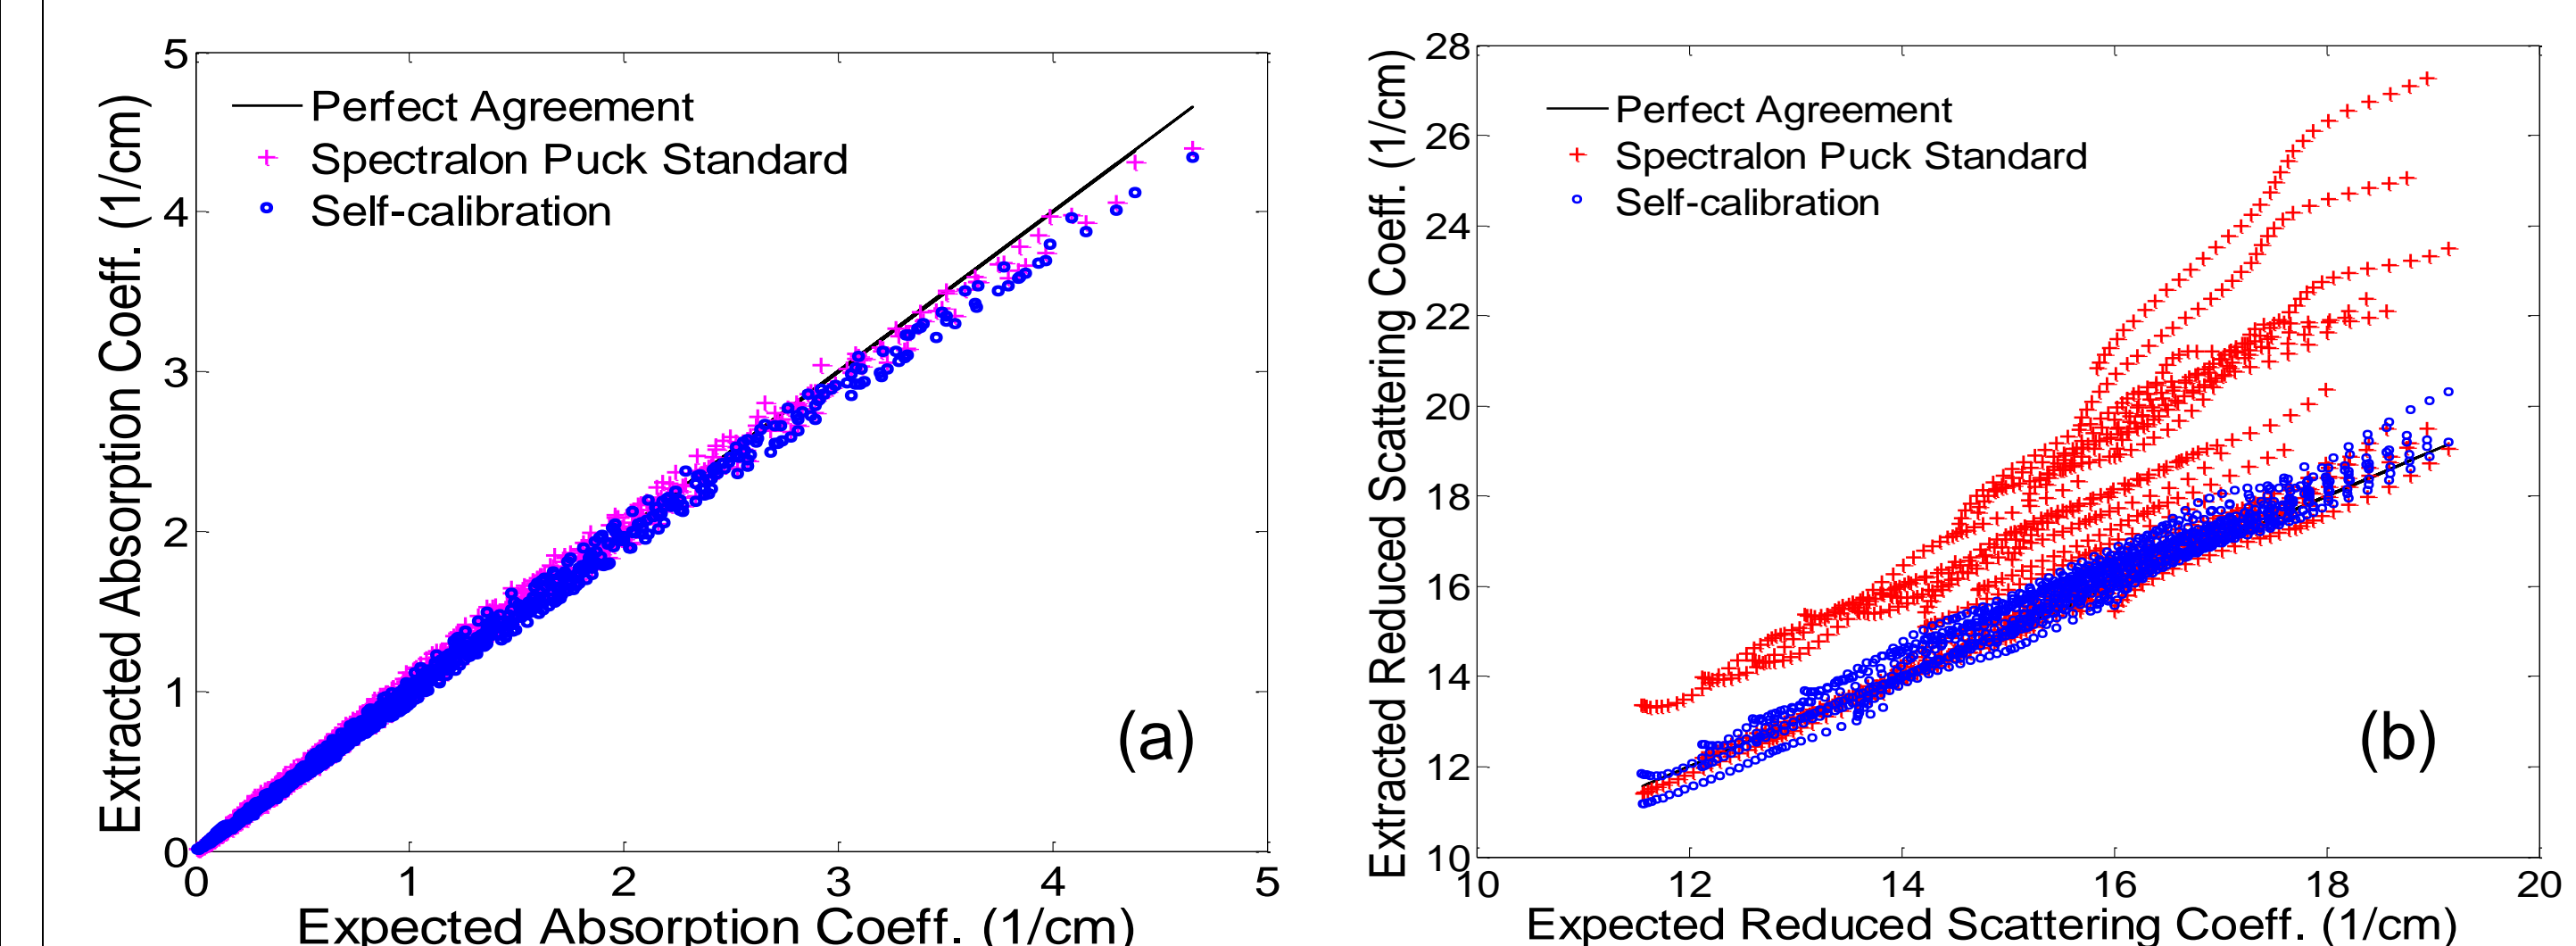 Extracted Absorption Coeff. (1/cm)
5
4
3
2
1
0
Perfect Agreement
Spectralon Puck Standard
Self-calibration
(a)
0 1 2 3 4 5
Expected Absorption Coeff. (1/cm)
Extracted Reduced Scattering Coeff. (1/cm)
28
26
24
22
20
18
16
14
12
10
Perfect Agreement
Spectralon Puck Standard
Self-calibration
(b)
10 12 14 16 18 20
Expected Reduced Scattering Coeff. (1/cm)